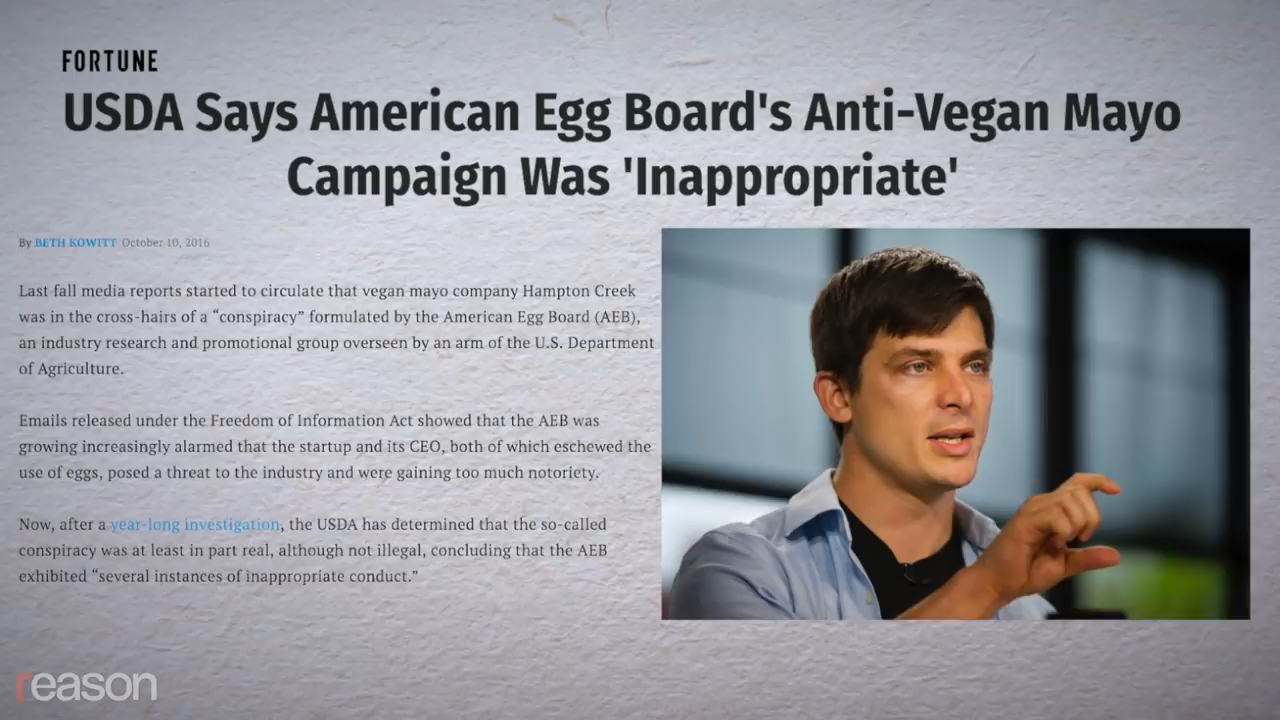 FORTUNE
USDA Says American Egg Board's Anti-Vegan Mayo
Campaign Was 'Inappropriate'
By BETH KOWITT October 10, 2016
Last fall media reports started to circulate that vegan mayo company Hampton Creek
was in the cross-hairs of a “conspiracy” formulated by the American Egg Board (AEB),
an industry research and promotional group overseen by an arm of the U.S. Department
of Agriculture.
Emails released under the Freedom of Information Act showed that the AEB was
growing increasingly alarmed that the startup and its CEO, both of which eschewed the
use of eggs, posed a threat to the industry and were gaining too much notoriety.
Now, after a year-long investigation, the USDA has determined that the so-called
conspiracy was at least in part real, although not illegal, concluding that the AEB
exhibited “several instances of inappropriate conduct.”
reason